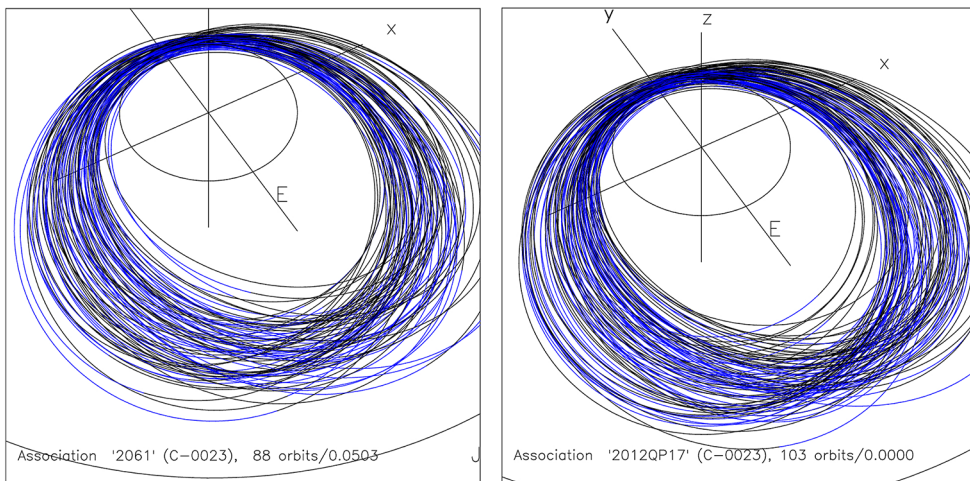 x
E
Association '2061' (C-0023), 88 orbits/0.0503
J
y
z
x
E
Association '2012QP17' (C-0023), 103 orbits/0.0000